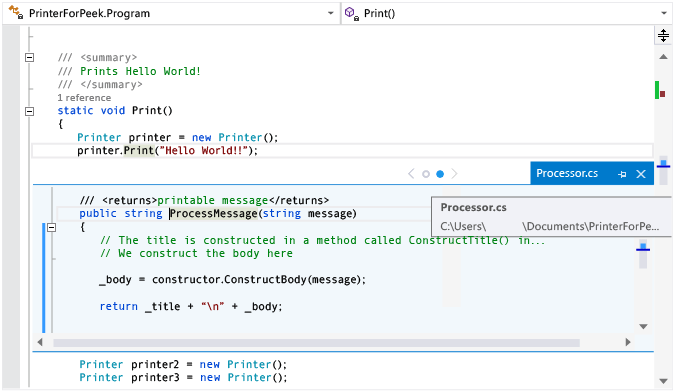 PrinterForPeek.Program
Print()
/// <summary>
/// Prints Hello World!
/// </summary>
1 reference
static void Print()
{
Printer printer = new Printer();
printer.Print("Hello World!!");
Processor.cs
/// <returns>printable message</returns>
public string ProcessMessage(string message)
{
// The title is constructed in a method called ConstructTitle() in...
// We construct the body here
_body = constructor.ConstructBody(message);
return _title + “\n” + _body;
Processor.cs
C:\Users\ \Documents\PrinterForPe...
Printer printer2 = new Printer();
Printer printer3 = new Printer();